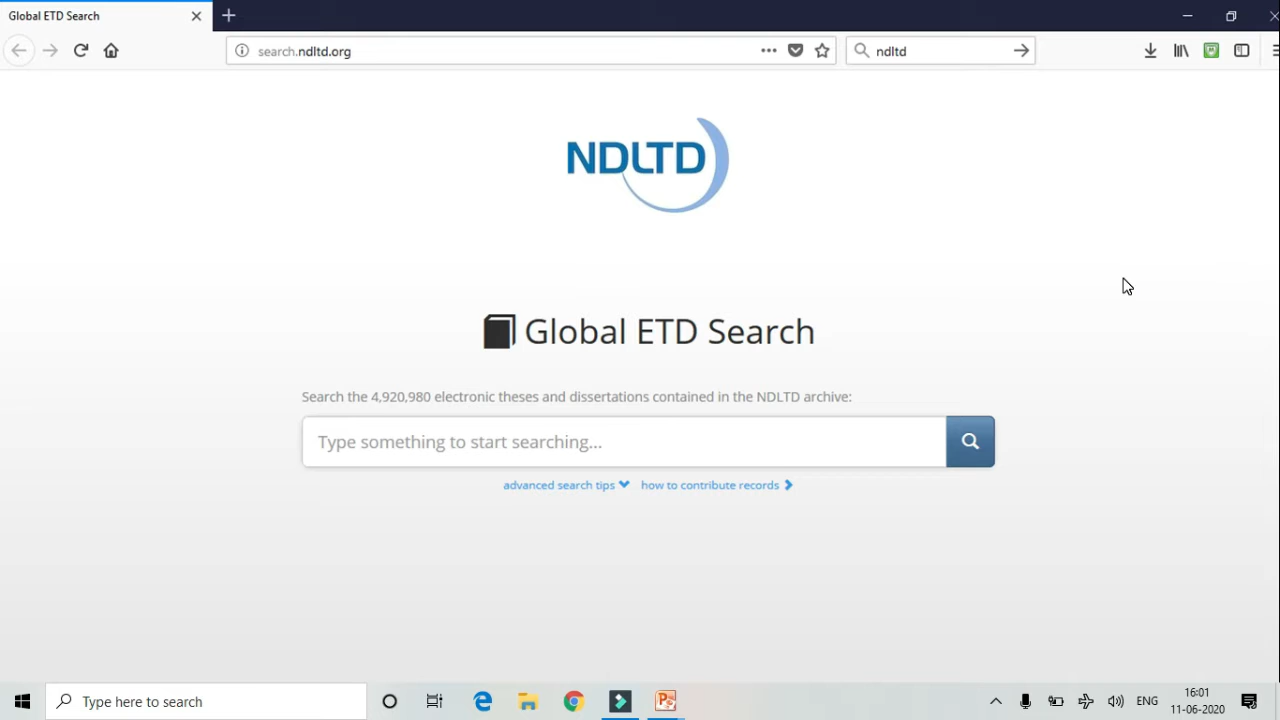 Global ETD Search
search.ndltd.org
ndltd
NDLTD
Global ETD Search
Search the 4,920,980 electronic theses and dissertations contained in the NDLTD archive:
Type something to start searching...
advanced search tips how to contribute records
Type here to search
ENG
16:01
11-06-2020